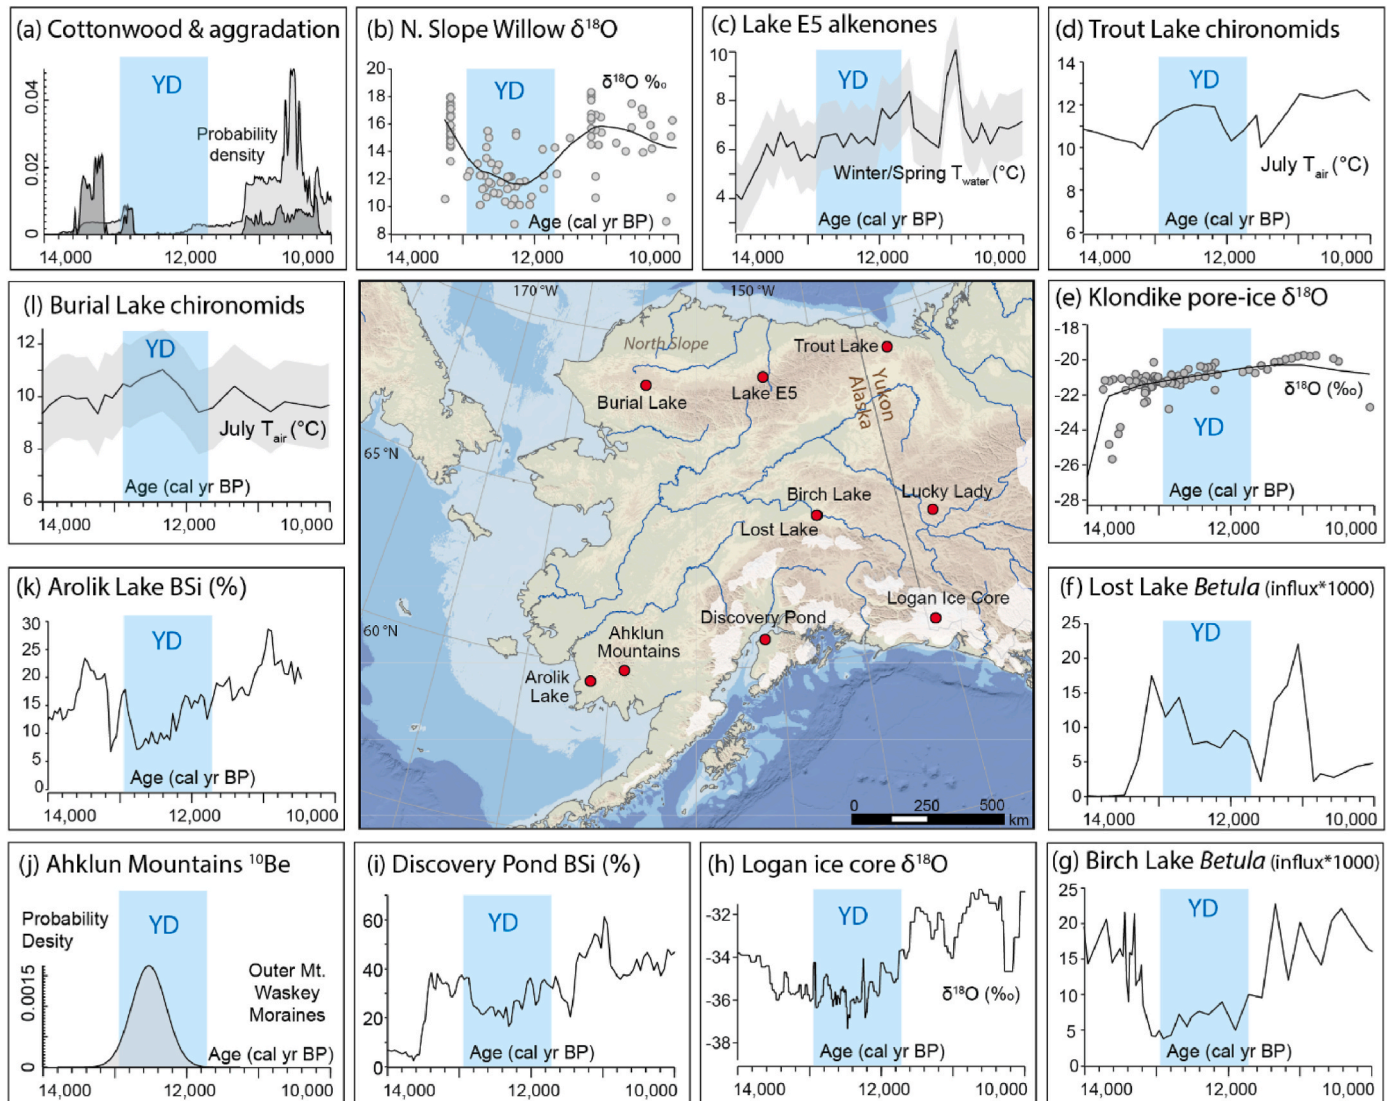 (a) Cottonwood & aggradation
YD
Probability
density
0.04
0.02
0
14,000
12,000
10,000
(b) N. Slope Willow δ¹⁸O
20
18
16
14
12
10
8
YD
δ¹⁸O ‰
Age (cal yr BP)
14,000
12,000
10,000
(c) Lake E5 alkenones
10
8
6
4
YD
Winter/Spring Twater (°C)
Age (cal yr BP)
14,000
12,000
10,000
(d) Trout Lake chironomids
14
12
10
8
6
YD
July Tair (°C)
Age (cal yr BP)
14,000
12,000
10,000
(l) Burial Lake chironomids
12
10
8
6
YD
July Tair (°C)
Age (cal yr BP)
14,000
12,000
10,000
170°W
150°W
North Slope
Trout Lake
Lake E5
Burial Lake
Yukon
Alaska
65°N
Birch Lake
Lucky Lady
Lost Lake
Logan Ice Core
Discovery Pond
60°N
Ahklun
Mountains
Arolik
Lake
0 250 500
km
(e) Klondike pore-ice δ¹⁸O
-18
-20
-22
-24
-26
-28
δ¹⁸O (‰)
YD
Age (cal yr BP)
14,000
12,000
10,000
(k) Arolik Lake BSi (%)
30
25
20
15
10
5
0
YD
Age (cal yr BP)
14,000
12,000
10,000
(f) Lost Lake Betula (influx*1000)
25
20
15
10
5
0
YD
Age (cal yr BP)
14,000
12,000
10,000
(j) Ahklun Mountains ¹⁰Be
Probability
Desity
YD
0.0015
0
Outer Mt.
Waskey
Moraines
Age (cal yr BP)
14,000
12,000
10,000
(i) Discovery Pond BSi (%)
60
40
20
0
YD
Age (cal yr BP)
14,000
12,000
10,000
(h) Logan ice core δ¹⁸O
-32
-34
-36
-38
YD
δ¹⁸O (‰)
Age (cal yr BP)
14,000
12,000
10,000
(g) Birch Lake Betula (influx*1000)
25
20
15
10
5
0
YD
Age (cal yr BP)
14,000
12,000
10,000